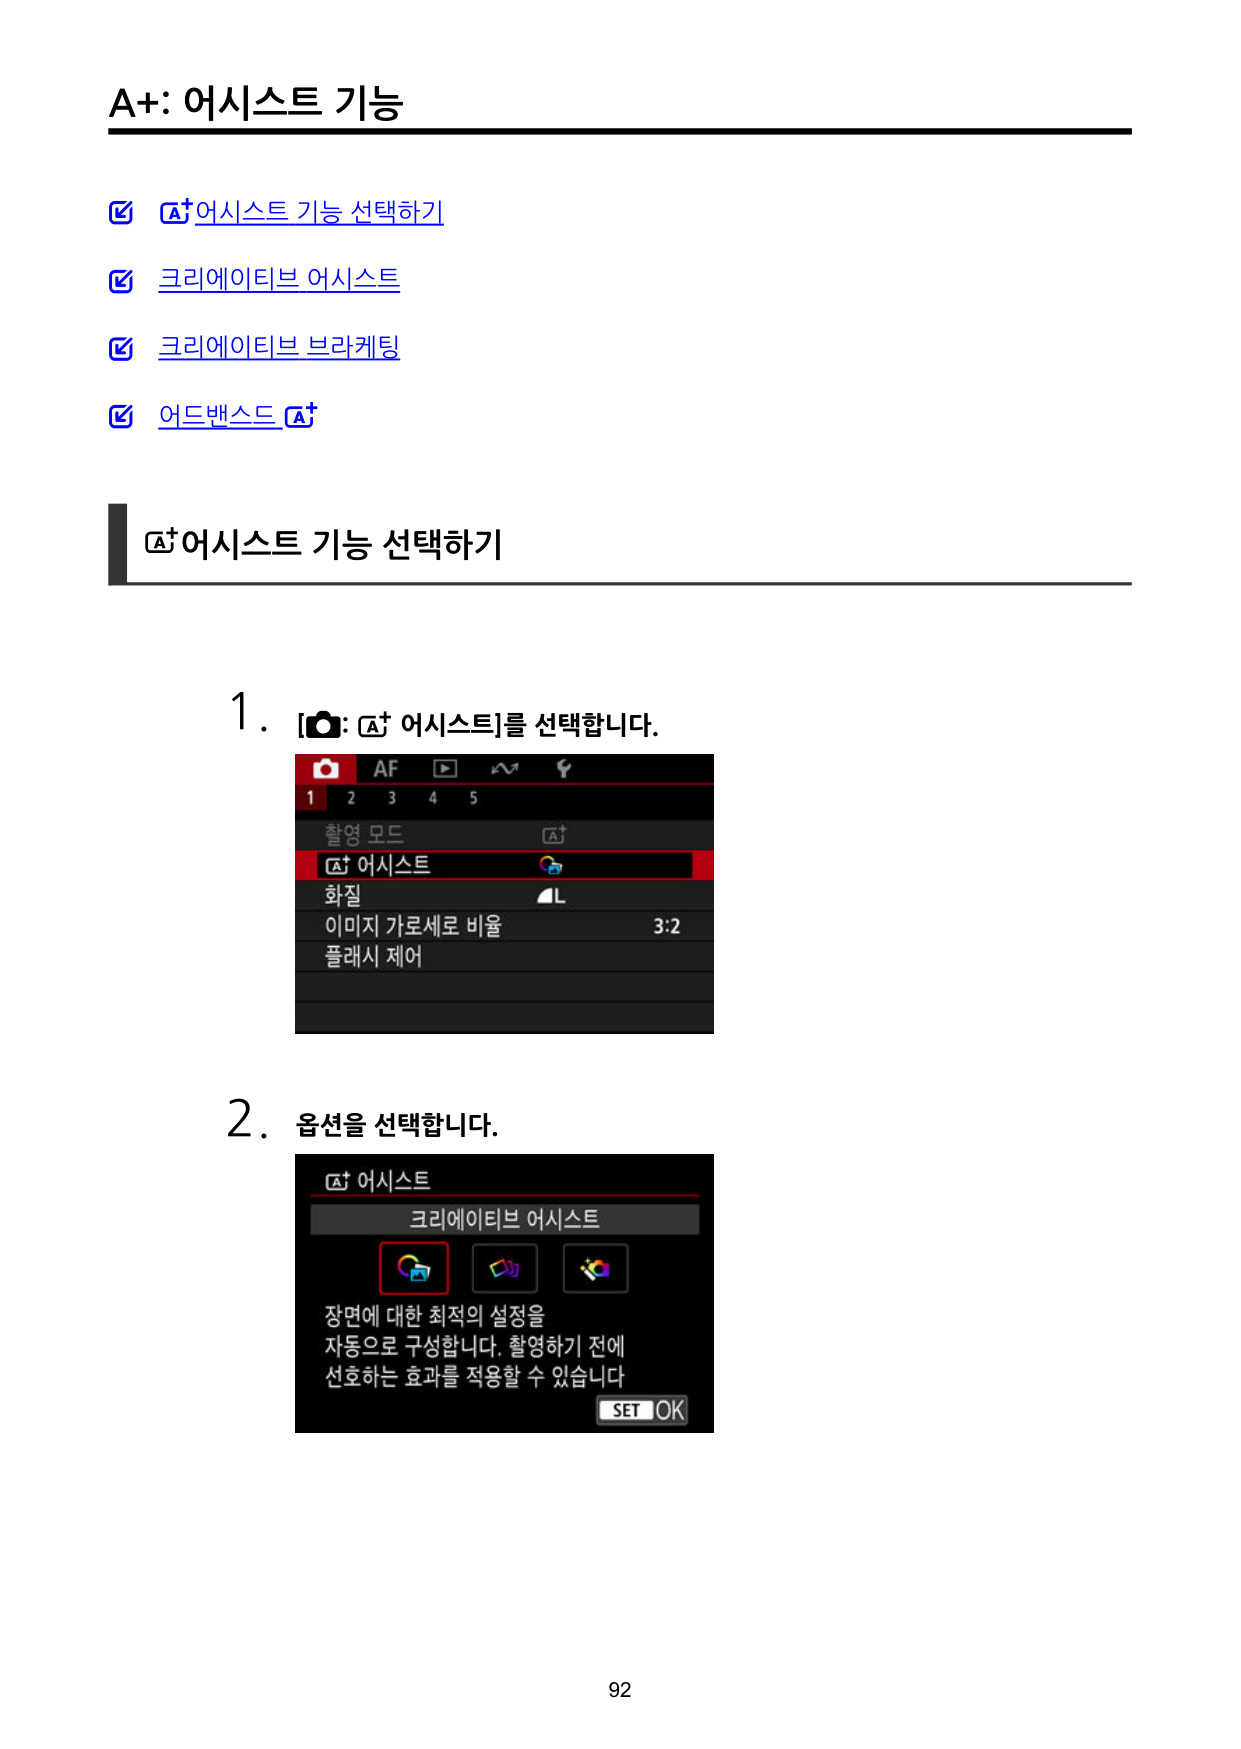 A+: 어시스트 기능
A+어시스트 기능 선택하기
크리에이티브 어시스트
크리에이티브 브라케팅
어드밴스드 A+
A+어시스트 기능 선택하기
1. [: A+ 어시스트]를 선택합니다.
AF
1 2 3 4 5
촬영 모드 A+
A+ 어시스트
화질 L
이미지 가로세로 비율 3:2
플래시 제어
2. 옵션을 선택합니다.
A+ 어시스트
크리에이티브 어시스트
장면에 대한 최적의 설정을
자동으로 구성합니다. 촬영하기 전에
선호하는 효과를 적용할 수 있습니다
SET OK
92